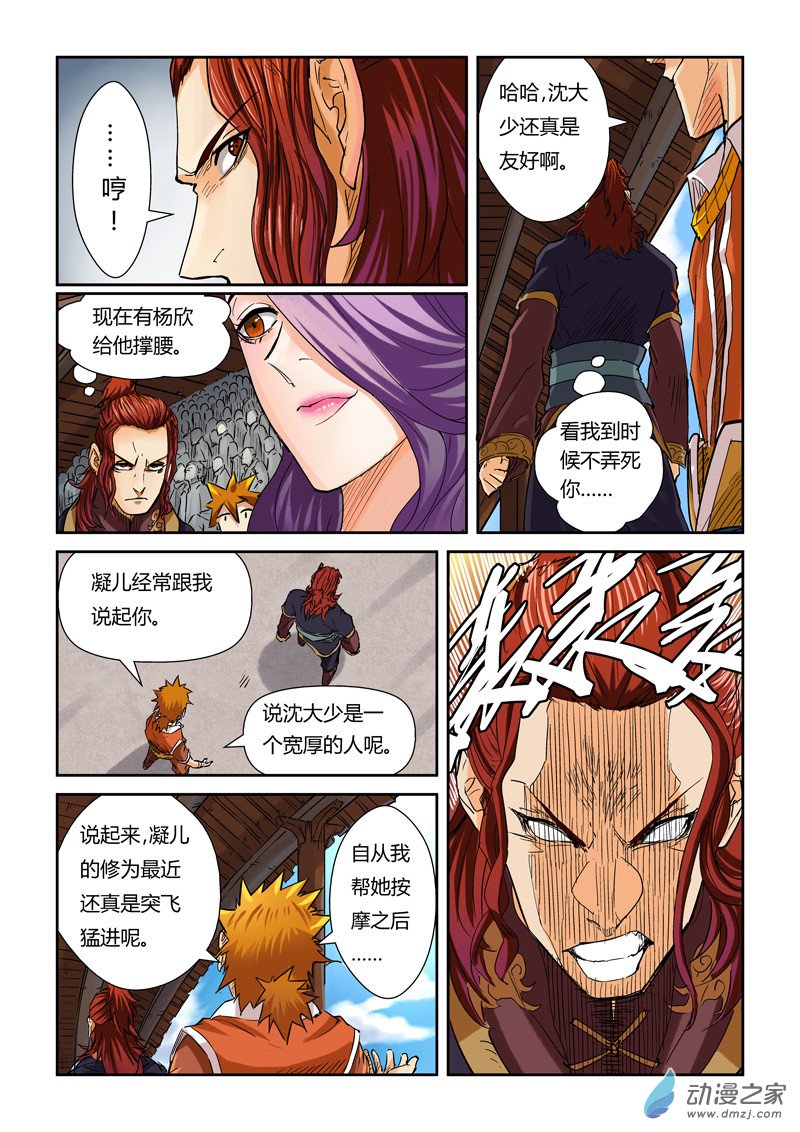 ……
哼！
哈哈，沈大
少还真是
友好啊。
现在有杨欣
给他撑腰。
看我到时
候不弄死
你……
凝儿经常跟我
说起你。
说沈大少是一
个宽厚的人呢。
说起来，凝儿
的修为最近
还真是突飞
猛进呢。
自从我
帮她按
摩之后
……
动漫之家
www.dmzj.com